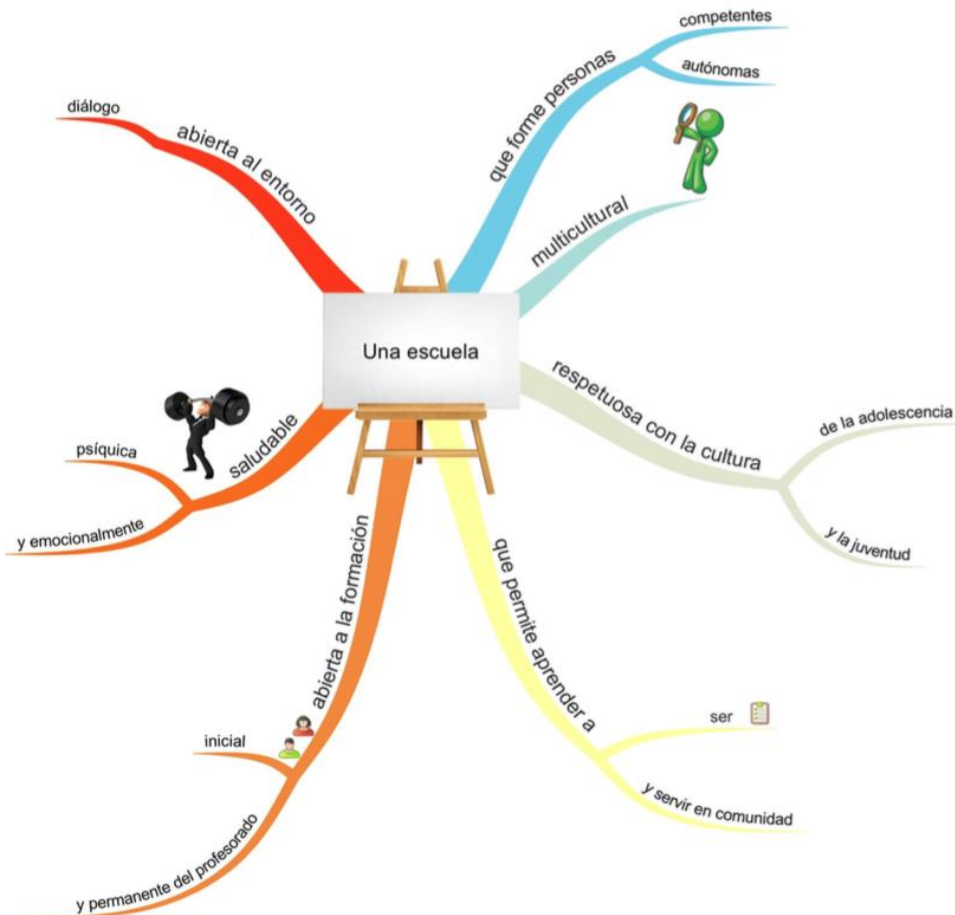 Una escuela
que forme personas
competentes
autónomas
multicultural
respetuosa con la cultura
de la adolescencia
y la juventud
que permite aprender a
ser
y servir en comunidad
abierta a la formación
inicial
y permanente del profesorado
saludable
psíquica
y emocionalmente
abierta al entorno
diálogo